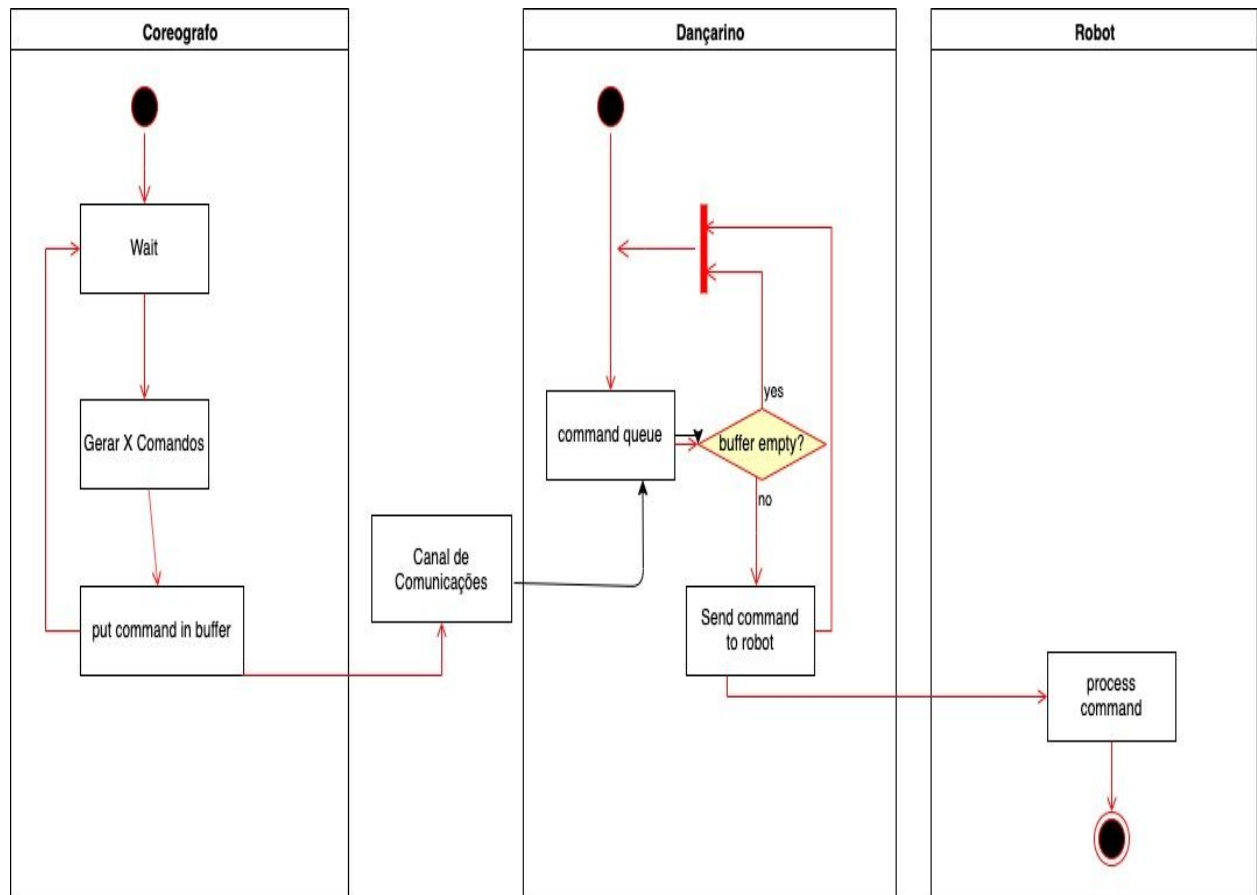 Coreografo
Wait
Gerar X Comandos
put command in buffer
Canal de
Comunicações
Dançarino
command queue
buffer empty?
yes
no
Send command
to robot
Robot
process
command